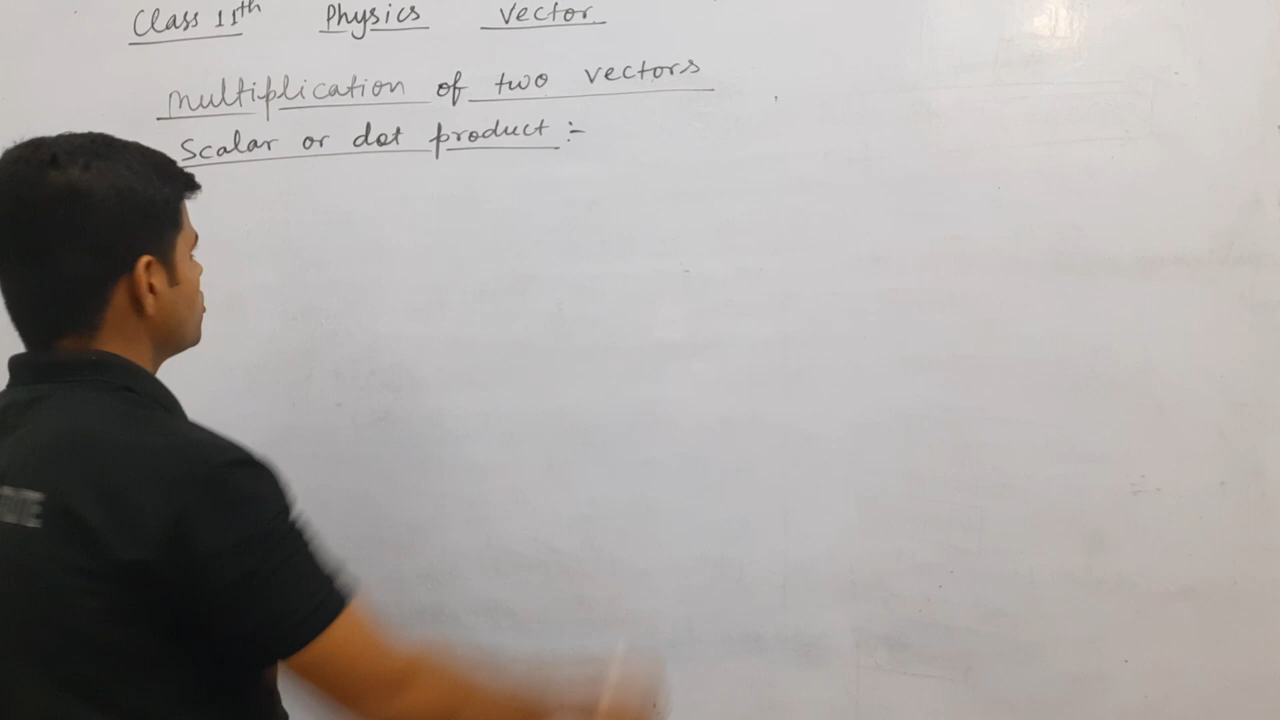 Class 11th Physics Vector
Multiplication of two vectors
Scalar or dot product :-